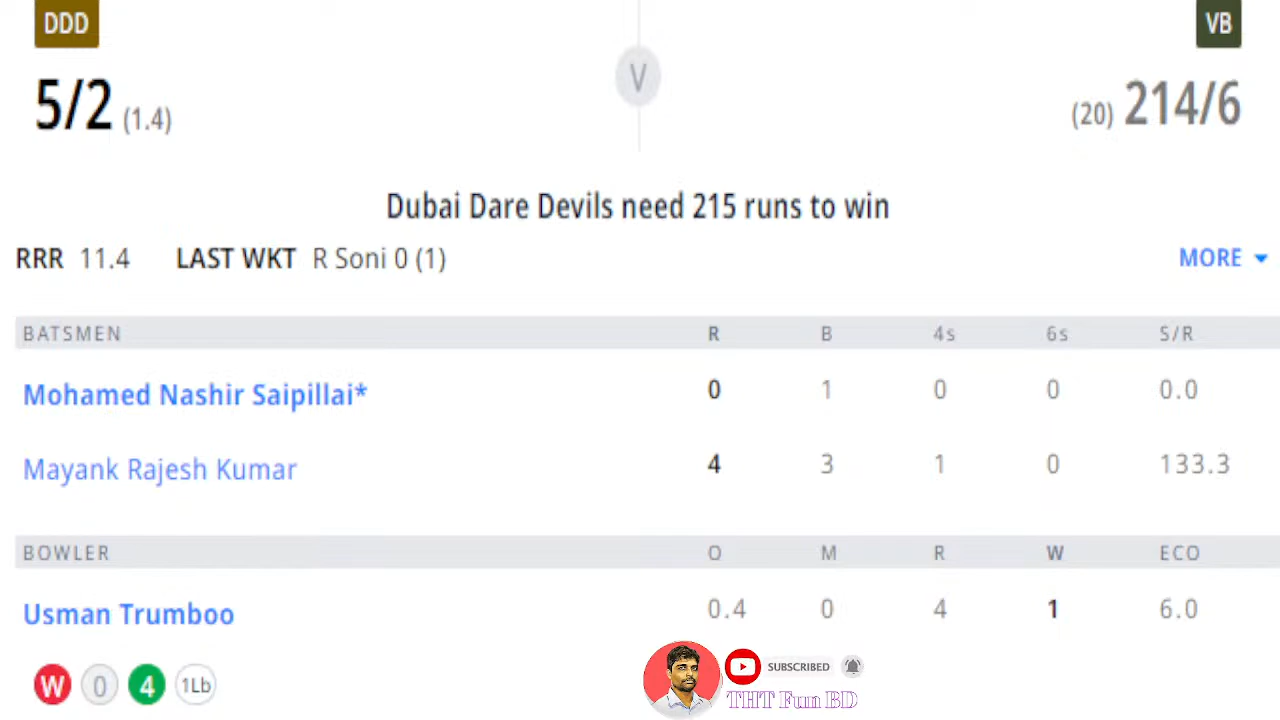 DDD VB
5/2 (1.4) V (20) 214/6
Dubai Dare Devils need 215 runs to win
RRR 11.4 LAST WKT R Soni 0 (1) MORE
BATSMEN R B 4s 6s S/R
Mohamed Nashir Saipillai* 0 1 0 0 0.0
Mayank Rajesh Kumar 4 3 1 0 133.3
BOWLER O M R W ECO
Usman Trumboo 0.4 0 4 1 6.0
W 0 4 1Lb SUBSCRIBED
THT Fun BD